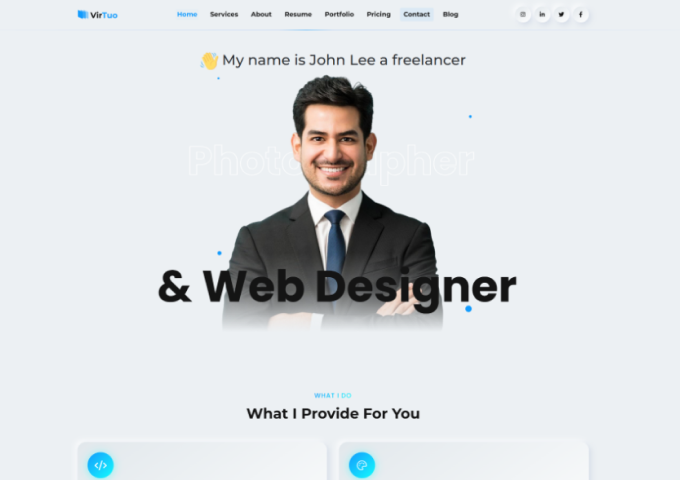 VirTuo
Home Services About Resume Portfolio Pricing Contact Blog
👋 My name is John Lee a freelancer
Photographer
& Web Designer
WHAT I DO
What I Provide For You